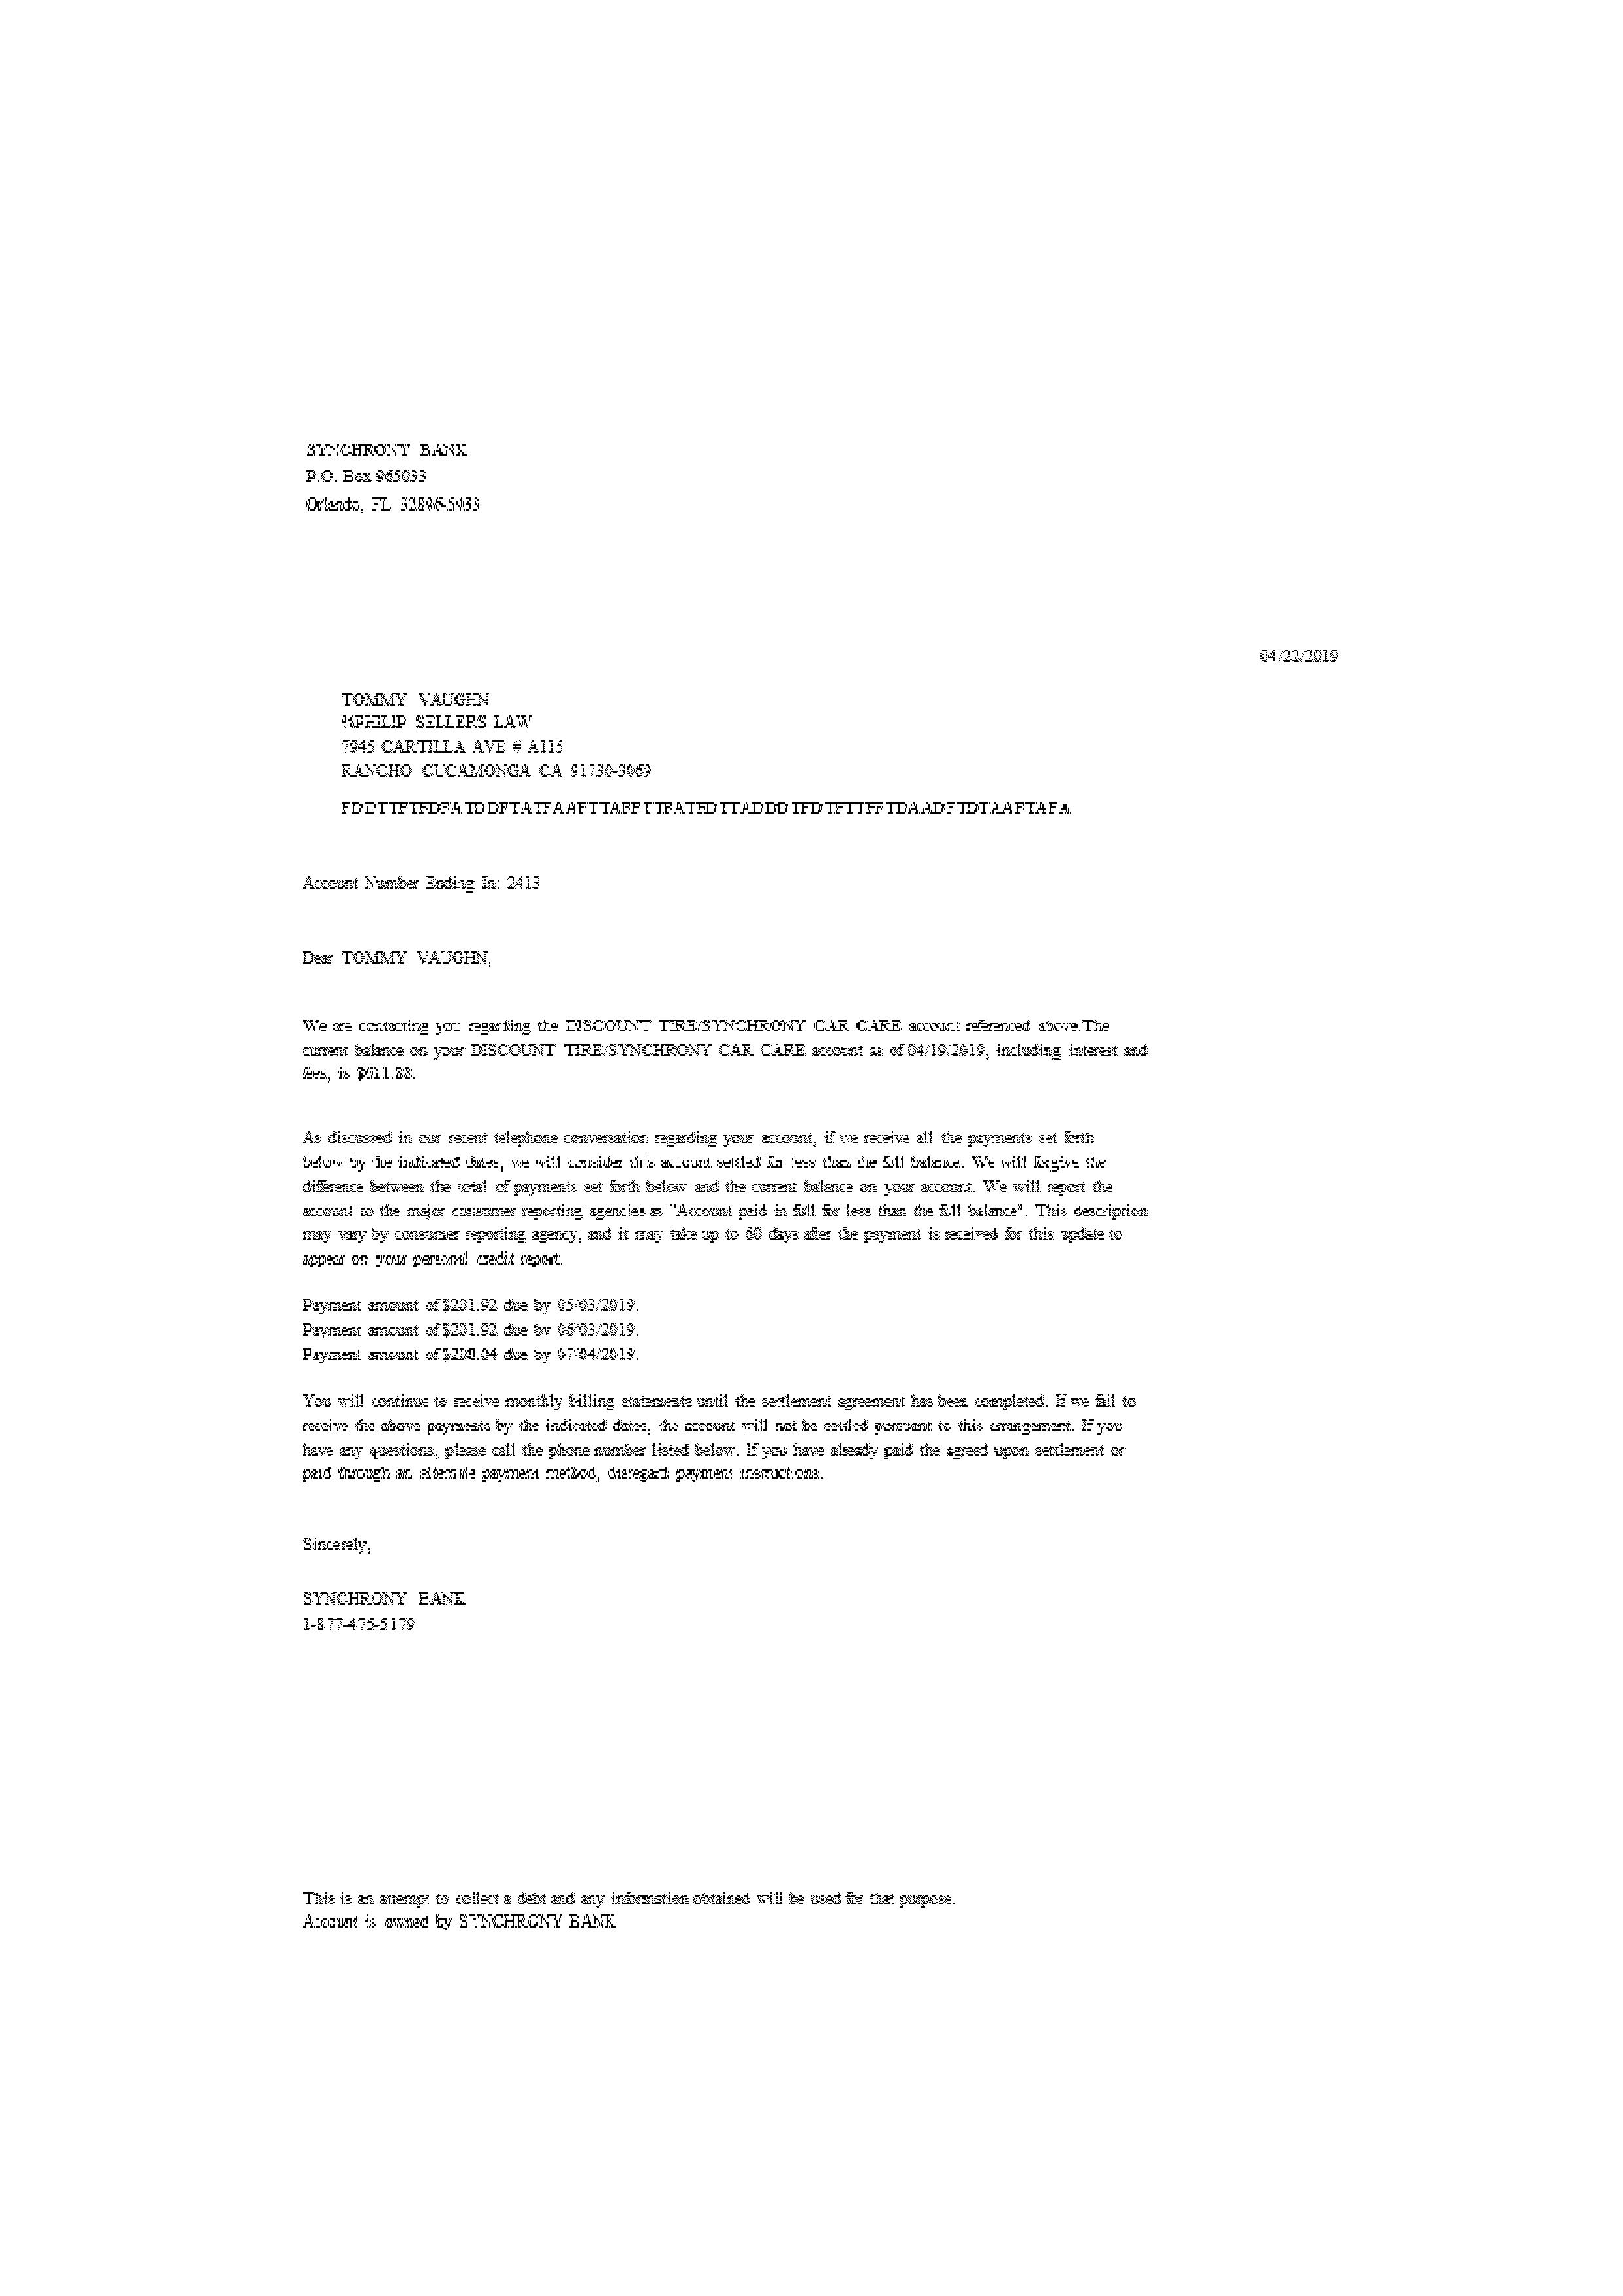 SYNCHRONY BANK
P.O. Box 965033
Orlando, FL 32896-5033
04/22/2019
TOMMY VAUGHN
%PHILIP SELLERS LAW
7945 CARTILLA AVE # A115
RANCHO CUCAMONGA CA 91730-3069
FDDTTFTFDFATDDFTATFAAFTTAFFTTFATFDTTADDDTFDTFTTFFTDAADFTDTAAFTAFA
Account Number Ending In: 2413
Dear TOMMY VAUGHN,
We are contacting you regarding the DISCOUNT TIRE/SYNCHRONY CAR CARE account referenced above.The
current balance on your DISCOUNT TIRE/SYNCHRONY CAR CARE account as of 04/19/2019, including interest and
fees, is $611.88.
As discussed in our recent telephone conversation regarding your account, if we receive all the payments set forth
below by the indicated dates, we will consider this account settled for less than the full balance. We will forgive the
difference between the total of payments set forth below and the current balance on your account. We will report the
account to the major consumer reporting agencies as "Account paid in full for less than the full balance". This description
may vary by consumer reporting agency, and it may take up to 60 days after the payment is received for this update to
appear on your personal credit report.
Payment amount of $201.92 due by 05/03/2019.
Payment amount of $201.92 due by 06/03/2019.
Payment amount of $208.04 due by 07/04/2019.
You will continue to receive monthly billing statements until the settlement agreement has been completed. If we fail to
receive the above payments by the indicated dates, the account will not be settled pursuant to this arrangement. If you
have any questions, please call the phone number listed below. If you have already paid the agreed upon settlement or
paid through an alternate payment method, disregard payment instructions.
Sincerely,
SYNCHRONY BANK
1-877-475-5179
This is an attempt to collect a debt and any information obtained will be used for that purpose.
Account is owned by SYNCHRONY BANK